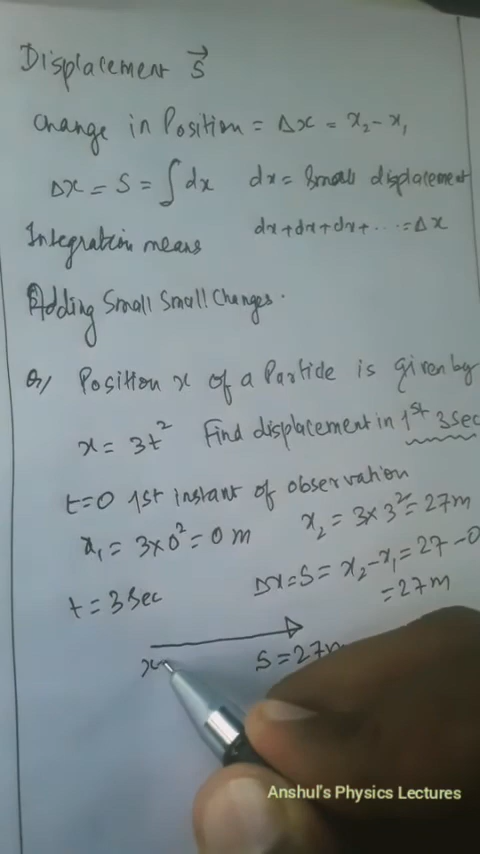 Displacement S⃗
Change in Position = Δx = x₂ - x₁
Δx = S = ∫dx dx = Small displacement
Integration means dx+dx+dx+....=Δx
Adding Small Small Changes.
Q/ Position x of a Particle is given by
x = 3t² Find displacement in 1st 3sec
t=0 1st instant of observation
x₁ = 3×0² = 0 m x₂ = 3×3² = 27m
t = 3sec Δx=S= x₂-x₁ = 27-0
= 27m
S = 27m
x
Anshul's Physics Lectures